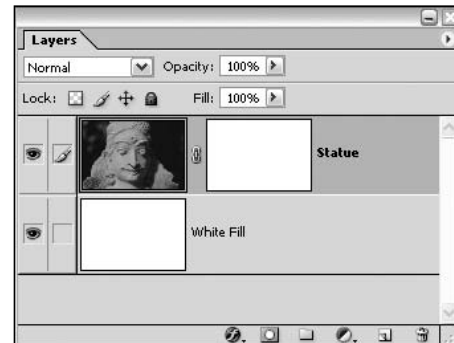 Layers
Normal Opacity: 100%
Lock: Fill: 100%
Statue
White Fill